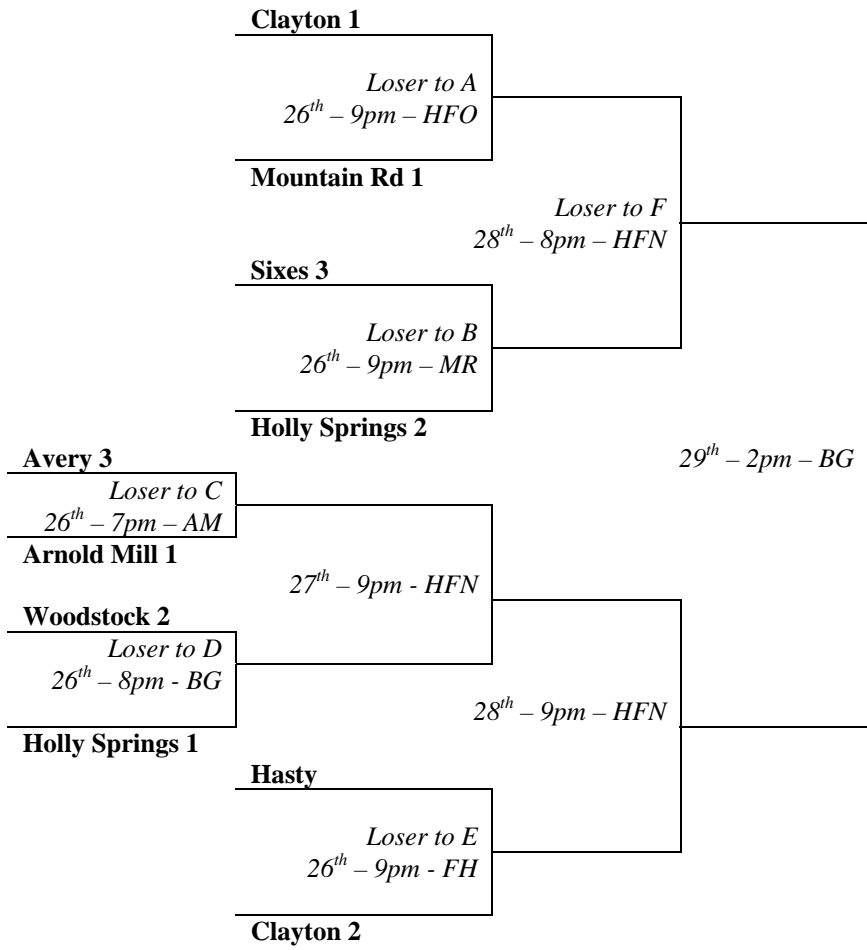 Clayton 1
Loser to A
26th – 9pm – HFO
Mountain Rd 1
Loser to F
28th – 8pm – HFN
Sixes 3
Loser to B
26th – 9pm – MR
Holly Springs 2
Avery 3
29th – 2pm – BG
Loser to C
26th – 7pm – AM
Arnold Mill 1
27th – 9pm - HFN
Woodstock 2
Loser to D
26th – 8pm - BG
28th – 9pm – HFN
Holly Springs 1
Hasty
Loser to E
26th – 9pm - FH
Clayton 2